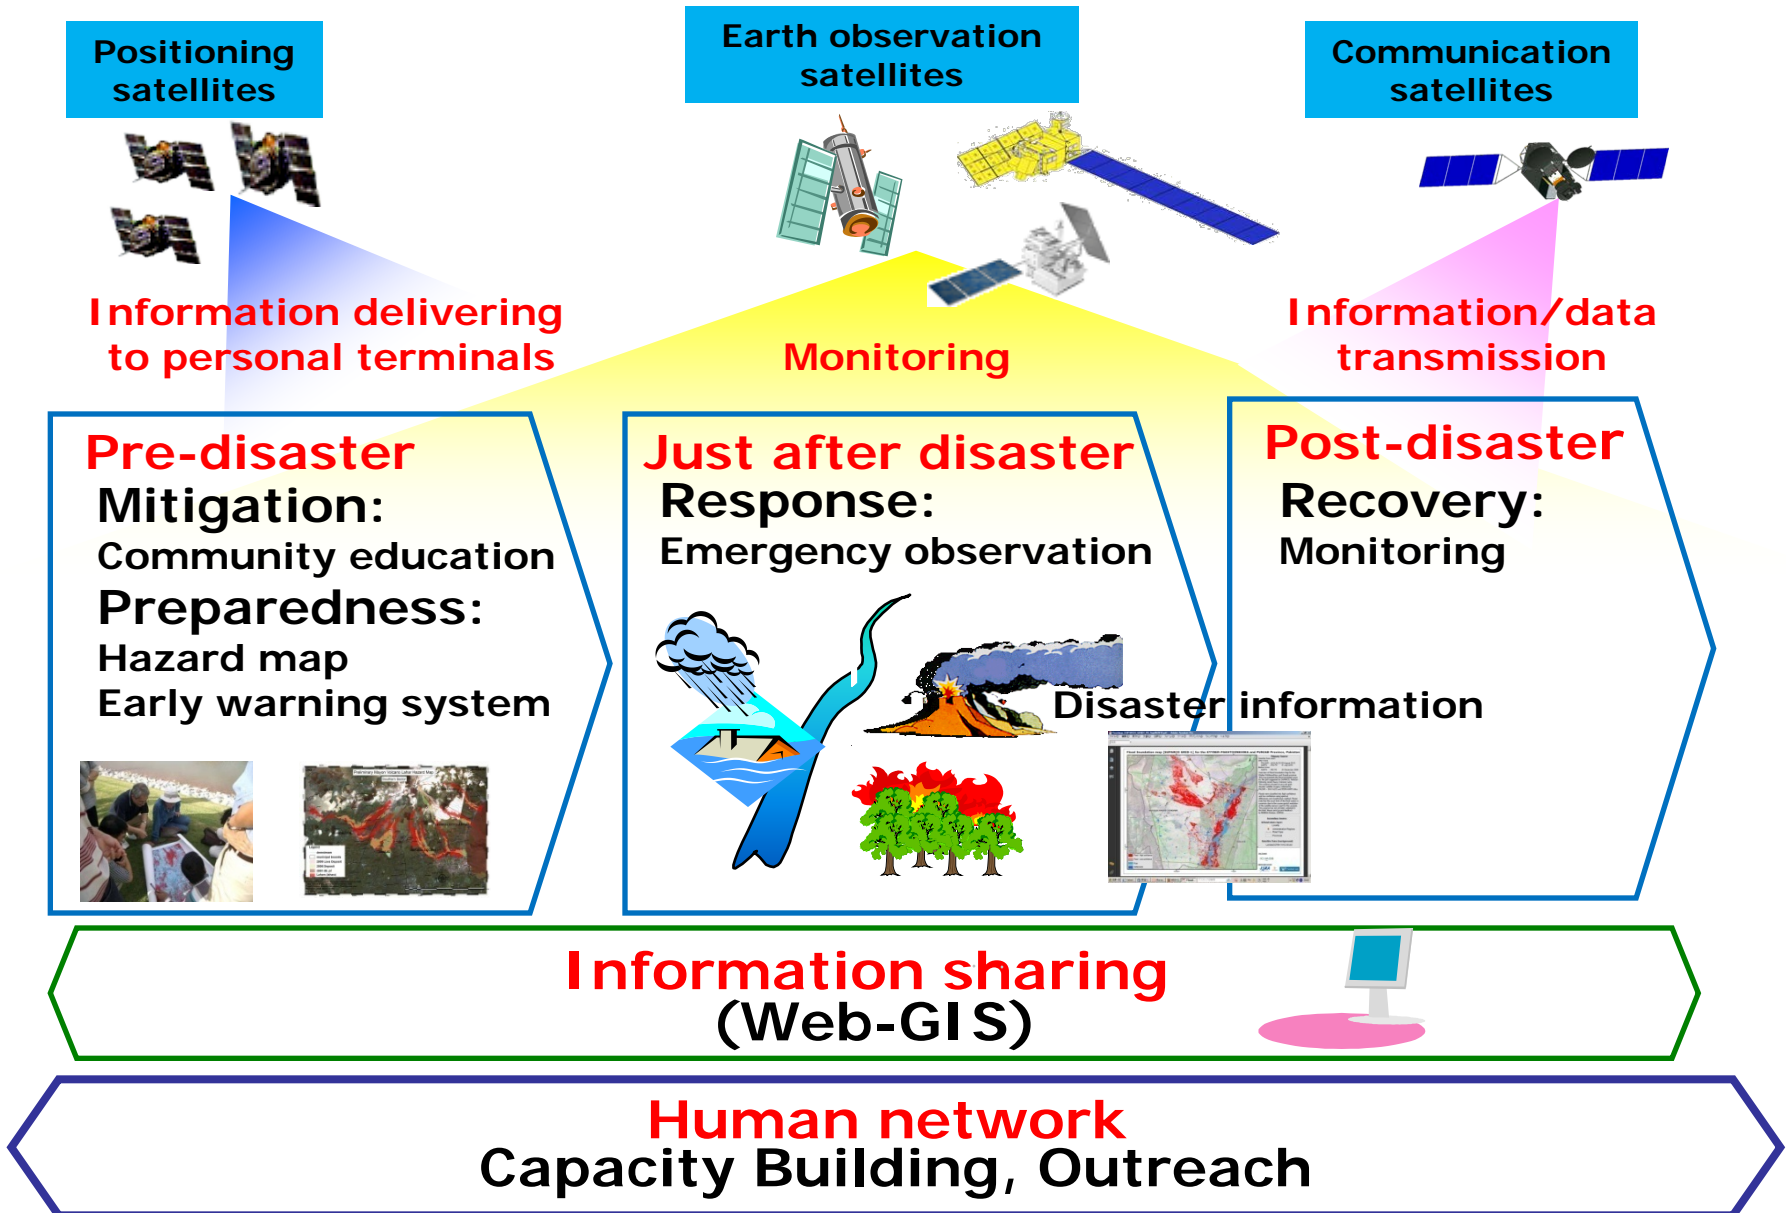 Positioning
satellites
Earth observation
satellites
Communication
satellites
Information delivering
to personal terminals
Monitoring
Information/data
transmission
Pre-disaster
Mitigation:
Community education
Preparedness:
Hazard map
Early warning system
Just after disaster
Response:
Emergency observation
Post-disaster
Recovery:
Monitoring
Disaster information
Information sharing
(Web-GIS)
Human network
Capacity Building, Outreach